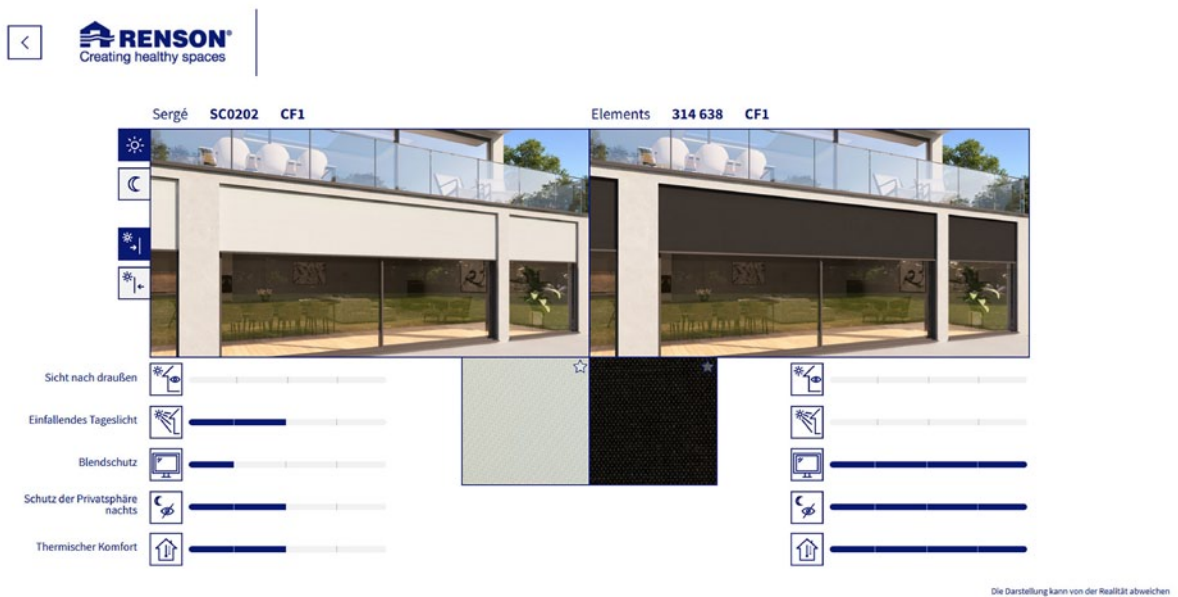 RENSON®
Creating healthy spaces
Sergé SC0202 CF1
Elements 314 638 CF1
Sicht nach draußen
Einfallendes Tageslicht
Blendschutz
Schutz der Privatsphäre
nachts
Thermischer Komfort
Die Darstellung kann von der Realität abweichen